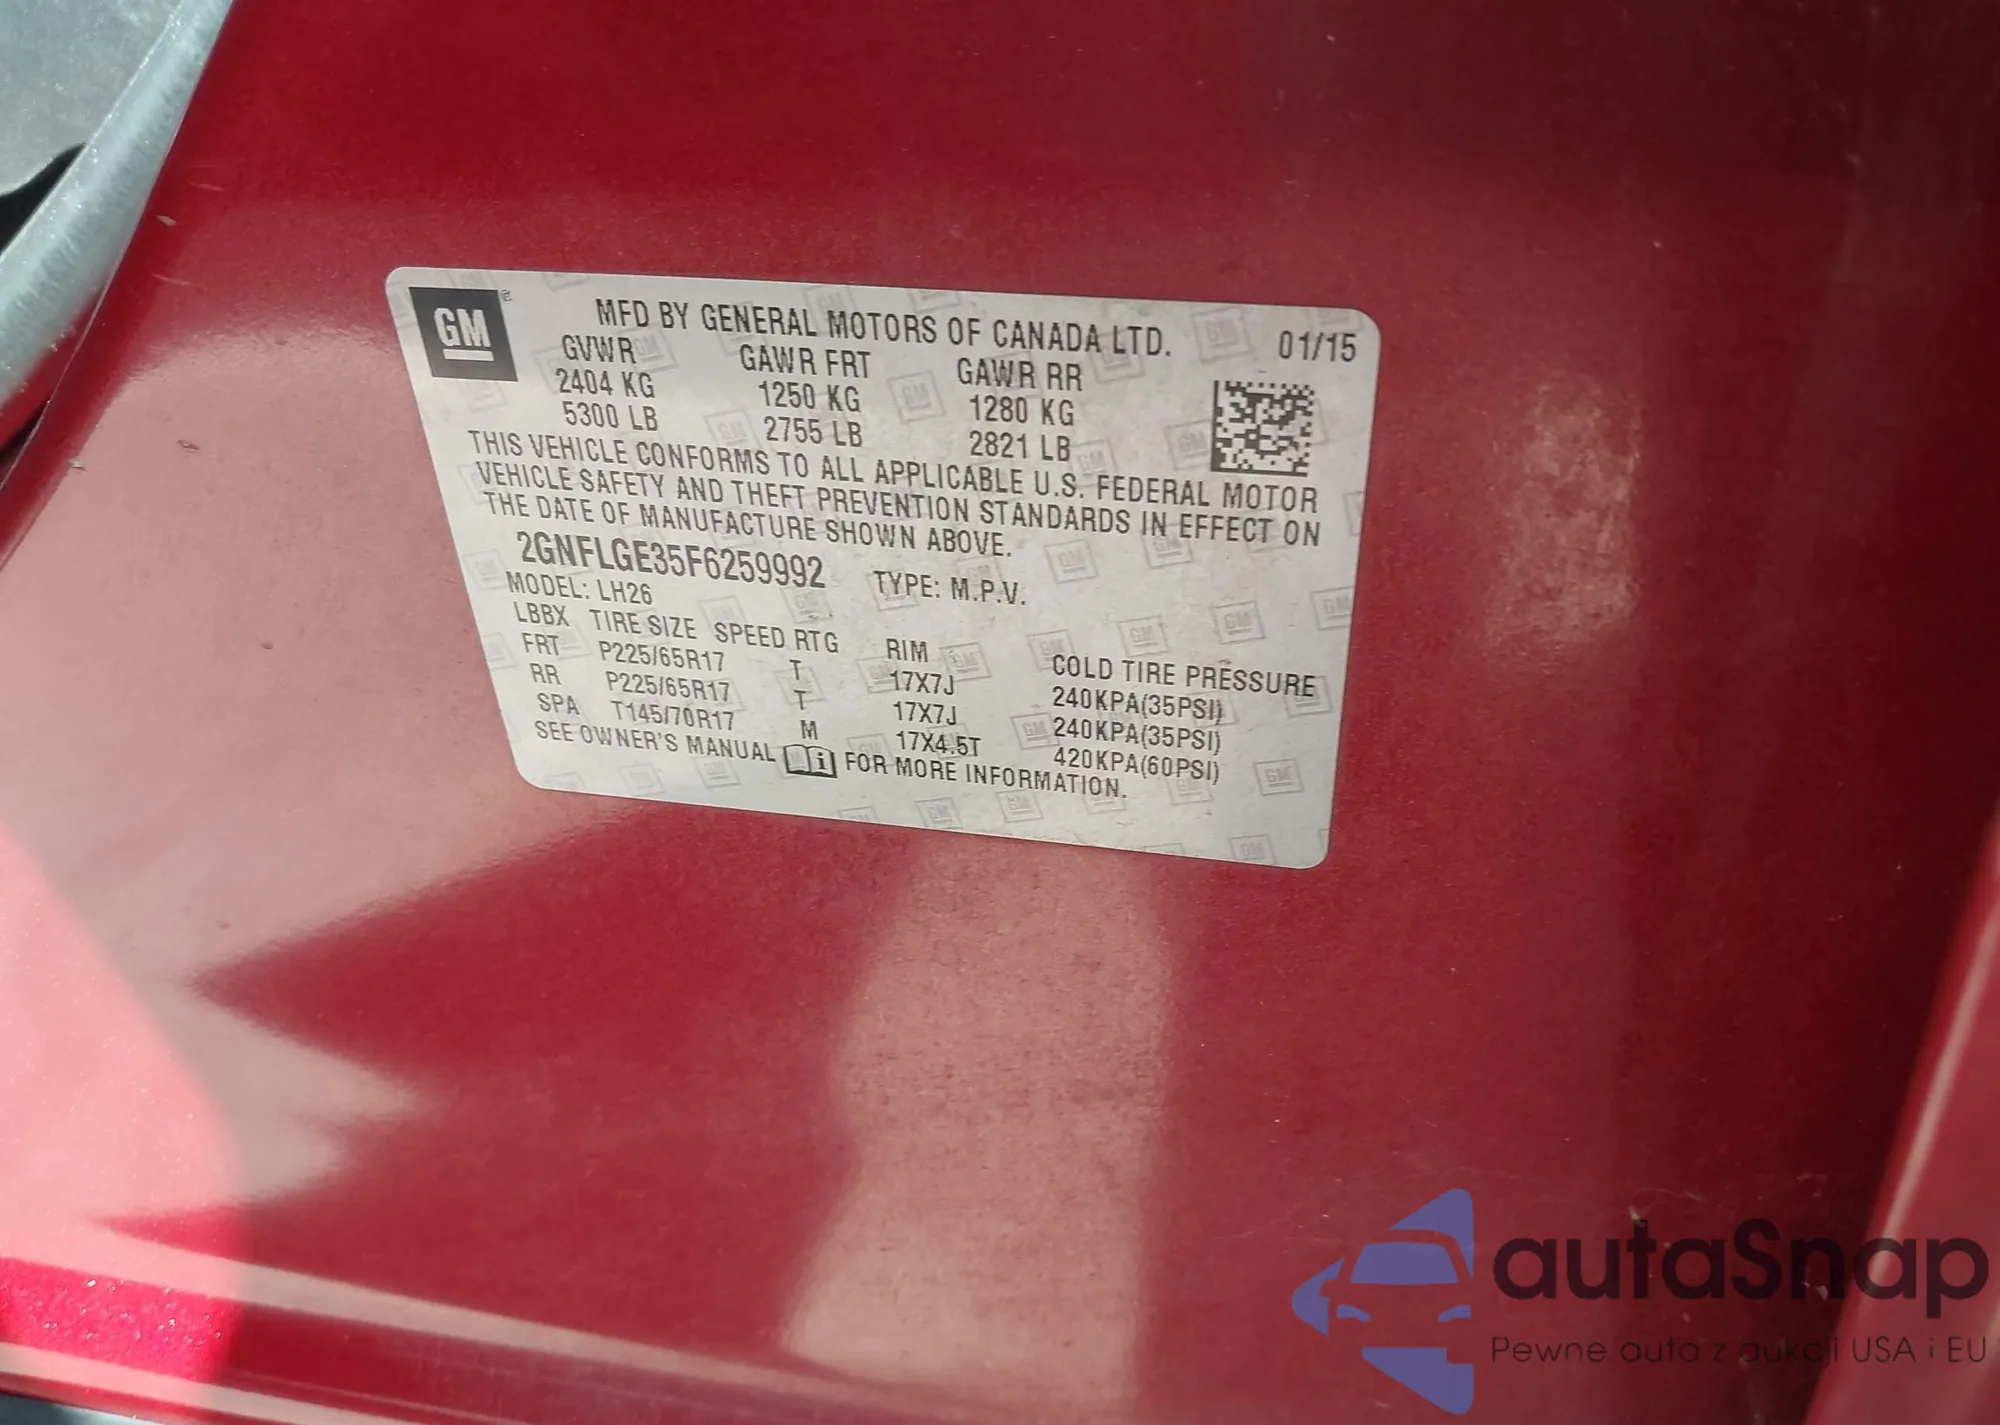 GM
MFD BY GENERAL MOTORS OF CANADA LTD. 01/15
GVWR GAWR FRT GAWR RR
2404 KG 1250 KG 1280 KG
5300 LB 2755 LB 2821 LB
THIS VEHICLE CONFORMS TO ALL APPLICABLE U.S. FEDERAL MOTOR
VEHICLE SAFETY AND THEFT PREVENTION STANDARDS IN EFFECT ON
THE DATE OF MANUFACTURE SHOWN ABOVE.
2GNFLGE35F6259992 TYPE: M.P.V.
MODEL: LH26
LBBX TIRE SIZE SPEED RTG RIM COLD TIRE PRESSURE
FRT P225/65R17 T 17X7J 240KPA(35PSI)
RR P225/65R17 T 17X7J 240KPA(35PSI)
SPA T145/70R17 M 17X4.5T 420KPA(60PSI)
SEE OWNER'S MANUAL i FOR MORE INFORMATION.
autaSnap
Pewne auta z aukcji USA i EU